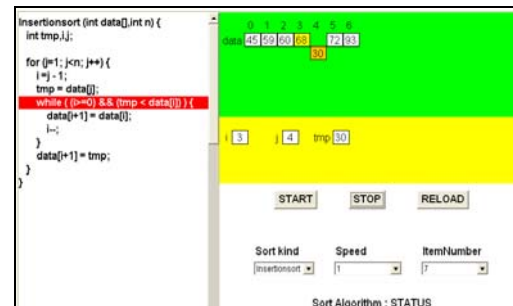 Insertionsort (int data[],int n) {
int tmp,i,j;
for (j=1; j<n; j++) {
i =j - 1;
tmp = data[j];
while ( (i>=0) && (tmp < data[i]) ) {
data[i+1] = data[i];
i--;
}
data[i+1] = tmp;
}
}
0 1 2 3 4 5 6
data 45 59 60 68 72 93
30
i 3 j 4 tmp 30
START STOP RELOAD
Sort kind Speed ItemNumber
Insertionsort 1 7
Sort Algorithm : STATUS